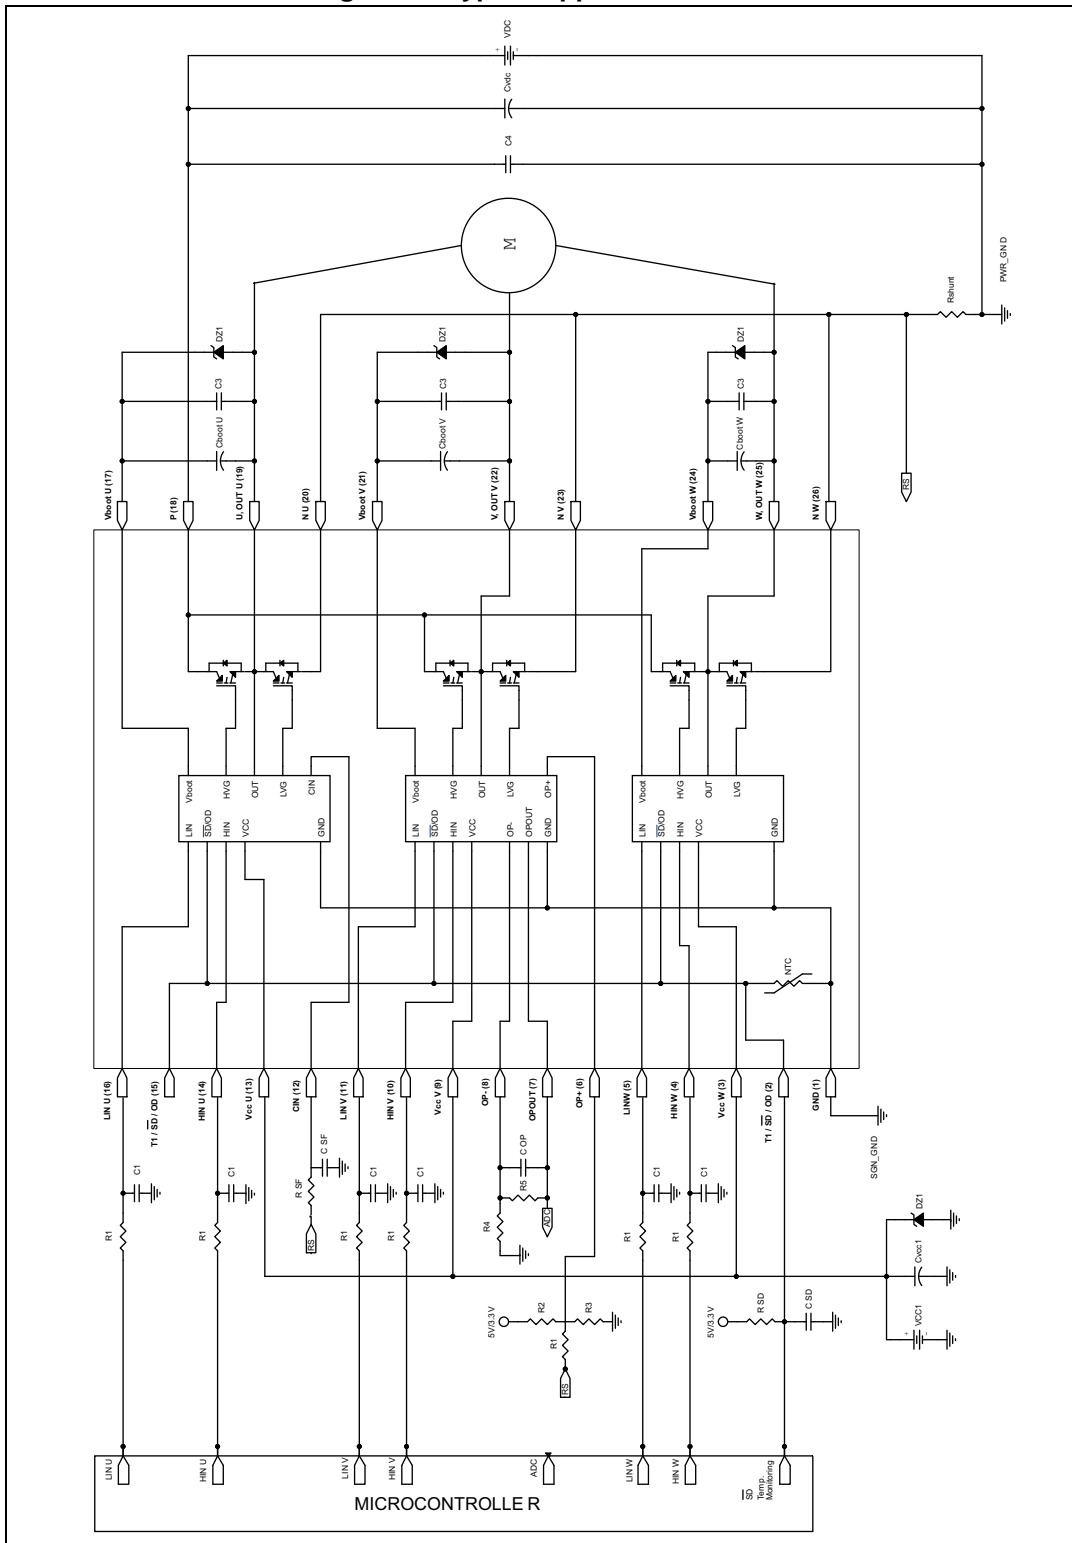 VDC
+
-
Cvdc
C4
M
PWR_GND
Rshunt
DZ1
DZ1
DZ1
C3
C3
C3
Cboot U
Cboot V
Cboot W
RS
Vboot U (17)
P (18)
U, OUT U (19)
N U (20)
Vboot V (21)
V, OUT V (22)
N V (23)
Vboot W (24)
W, OUT W (25)
N W (26)
Vboot
HVG
OUT
LVG
CIN
LIN
SD/OD
HIN
VCC
GND
Vboot
HVG
OUT
LVG
OP+
LIN
SD/OD
HIN
VCC
OP-
OPOUT
GND
Vboot
HVG
OUT
LVG
LIN
SD/OD
HIN
VCC
GND
NTC
LIN U (16)
T1 / SD / OD (15)
HIN U (14)
Vcc U (13)
CIN (12)
LIN V (11)
HIN V (10)
Vcc V (9)
OP- (8)
OPOUT (7)
OP+ (6)
LINW (5)
HIN W (4)
Vcc W (3)
T1 / SD / OD (2)
GND (1)
SGN_GND
C1
C1
C SF
C1
C1
C OP
C1
C1
R1
R1
R SF
RS
R1
R1
R4
R5
ADC
R1
R1
DZ1
Cvcc1
VCC1
+
-
5V/3.3 V
R2
R3
R1
RS
5V/3.3 V
R SD
C SD
LIN U
HIN U
LIN V
HIN V
ADC
LIN W
HIN W
SD
Temp.
Monitoring
MICROCONTROLLE R